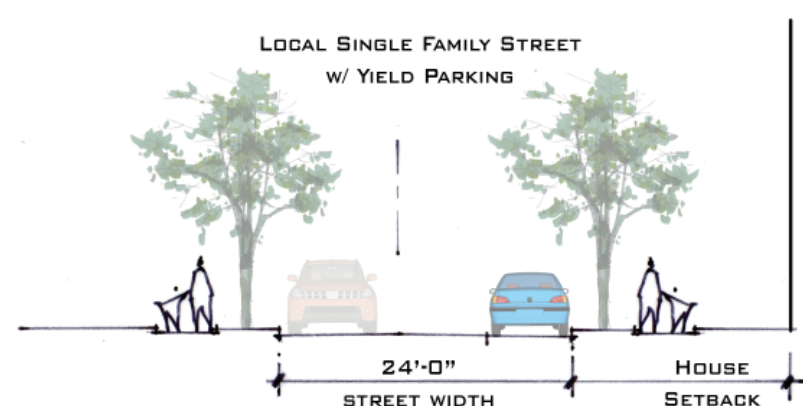 Local Single Family Street
w/ Yield Parking
24'-0"
House
street width
Setback